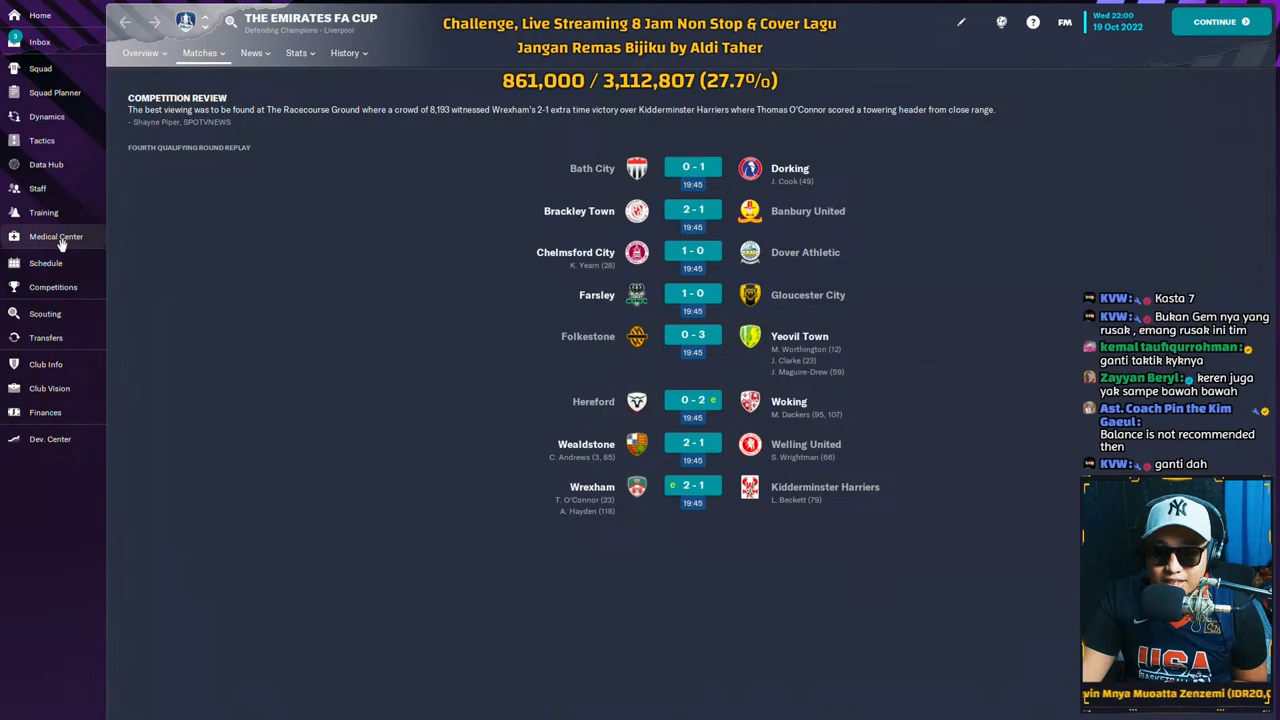 Home
3
Inbox
Squad
Squad Planner
Dynamics
Tactics
Data Hub
Staff
Training
Medical Center
Schedule
Competitions
Scouting
Transfers
Club Info
Club Vision
Finances
Dev. Center
THE EMIRATES FA CUP
Defending Champions - Liverpool
Overview
Matches
News
Stats
History
Challenge, Live Streaming 8 Jam Non Stop & Cover Lagu
Jangan Remas Bijiku by Aldi Taher
861,000 / 3,112,807 (27.7%)
?
FM
Wed 22:00
19 Oct 2022
CONTINUE
COMPETITION REVIEW
The best viewing was to be found at The Racecourse Ground where a crowd of 8,193 witnessed Wrexham's 2-1 extra time victory over Kidderminster Harriers where Thomas O'Connor scored a towering header from close range.
- Shayne Piper, SPOTVNEWS
FOURTH QUALIFYING ROUND REPLAY
Bath City 0 - 1 Dorking
19:45 J. Cook (49)
Brackley Town 2 - 1 Banbury United
19:45
Chelmsford City 1 - 0 Dover Athletic
K. Yearn (28) 19:45
Farsley 1 - 0 Gloucester City
19:45
Folkestone 0 - 3 Yeovil Town
19:45 M. Worthington (12)
J. Clarke (23)
J. Maguire-Drew (59)
Hereford 0 - 2 e Woking
19:45 M. Dackers (95, 107)
Wealdstone 2 - 1 Welling United
C. Andrews (3, 85) 19:45 S. Wrightman (66)
Wrexham e 2 - 1 Kidderminster Harriers
T. O'Connor (23) 19:45 L. Beckett (79)
A. Hayden (118)
KVW: Kasta 7
KVW: Bukan Gem nya yang
rusak , emang rusak ini tim
kemal taufiqurrohman:
ganti taktik kyknya
Zayyan Beryl: keren juga
yak sampe bawah bawah
Ast. Coach Pin the Kim
Gaeul:
Balance is not recommended
then
KVW: ganti dah
NY
USA
BASKETBALL
vin Mnya Muoatta Zenzemi (IDR20,0